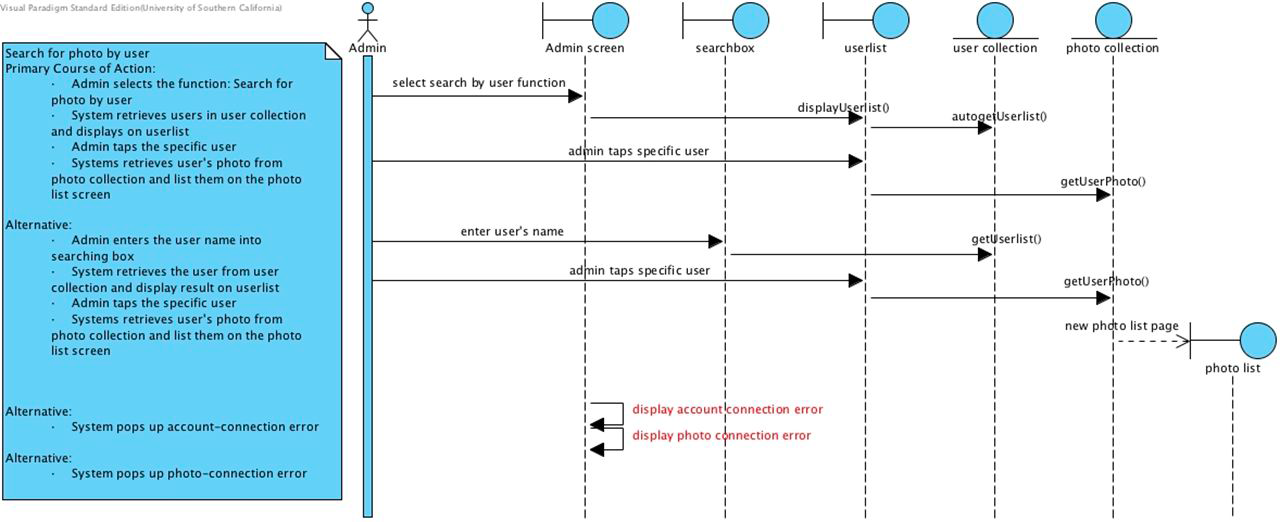 Visual Paradigm Standard Edition(University of Southern California)
Admin
Admin screen
searchbox
userlist
user collection
photo collection
Search for photo by user
Primary Course of Action:
· Admin selects the function: Search for
photo by user
· System retrieves users in user collection
and displays on userlist
· Admin taps the specific user
· Systems retrieves user's photo from
photo collection and list them on the photo
list screen
Alternative:
· Admin enters the user name into
searching box
· System retrieves the user from user
collection and display result on userlist
· Admin taps the specific user
· Systems retrieves user's photo from
photo collection and list them on the photo
list screen
Alternative:
· System pops up account-connection error
Alternative:
· System pops up photo-connection error
select search by user function
displayUserlist()
autogetUserlist()
admin taps specific user
getUserPhoto()
enter user's name
getUserlist()
admin taps specific user
getUserPhoto()
new photo list page
photo list
display account connection error
display photo connection error